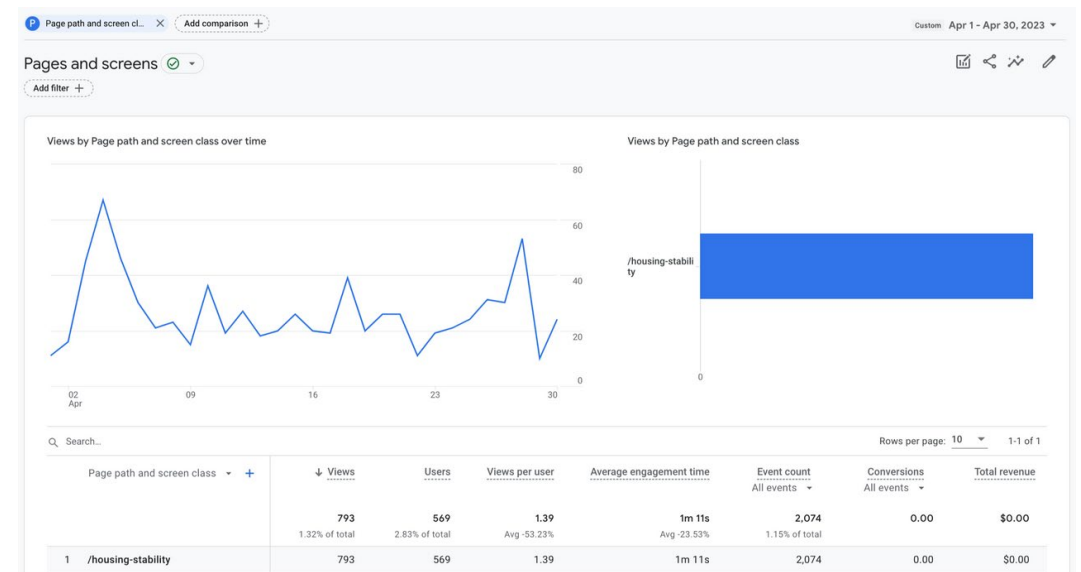 P Page path and screen cl... Add comparison +
Custom Apr 1 - Apr 30, 2023
Pages and screens
Add filter +
Views by Page path and screen class over time
80
60
40
20
0
02
Apr
09
16
23
30
Views by Page path and screen class
/housing-stabili
ty
0
Search...
Rows per page: 10 1-1 of 1
Page path and screen class + ↓ Views Users Views per user Average engagement time Event count Conversions Total revenue
All events All events
793 569 1.39 1m 11s 2,074 0.00 $0.00
1.32% of total 2.83% of total Avg -53.23% Avg -23.53% 1.15% of total
1 /housing-stability 793 569 1.39 1m 11s 2,074 0.00 $0.00